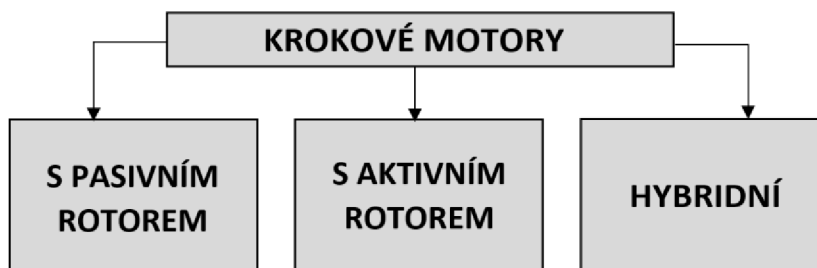 KROKOVÉ MOTORY
S PASIVNÍM
ROTOREM
S AKTIVNÍM
ROTOREM
HYBRIDNÍ